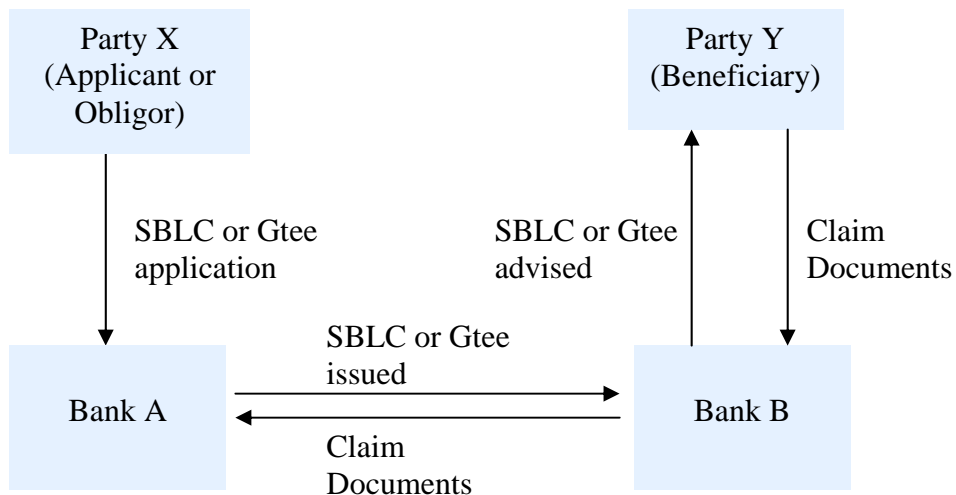 Party X
(Applicant or
Obligor)
Party Y
(Beneficiary)
SBLC or Gtee
application
SBLC or Gtee
advised
Claim
Documents
SBLC or Gtee
issued
Bank A
Bank B
Claim
Documents